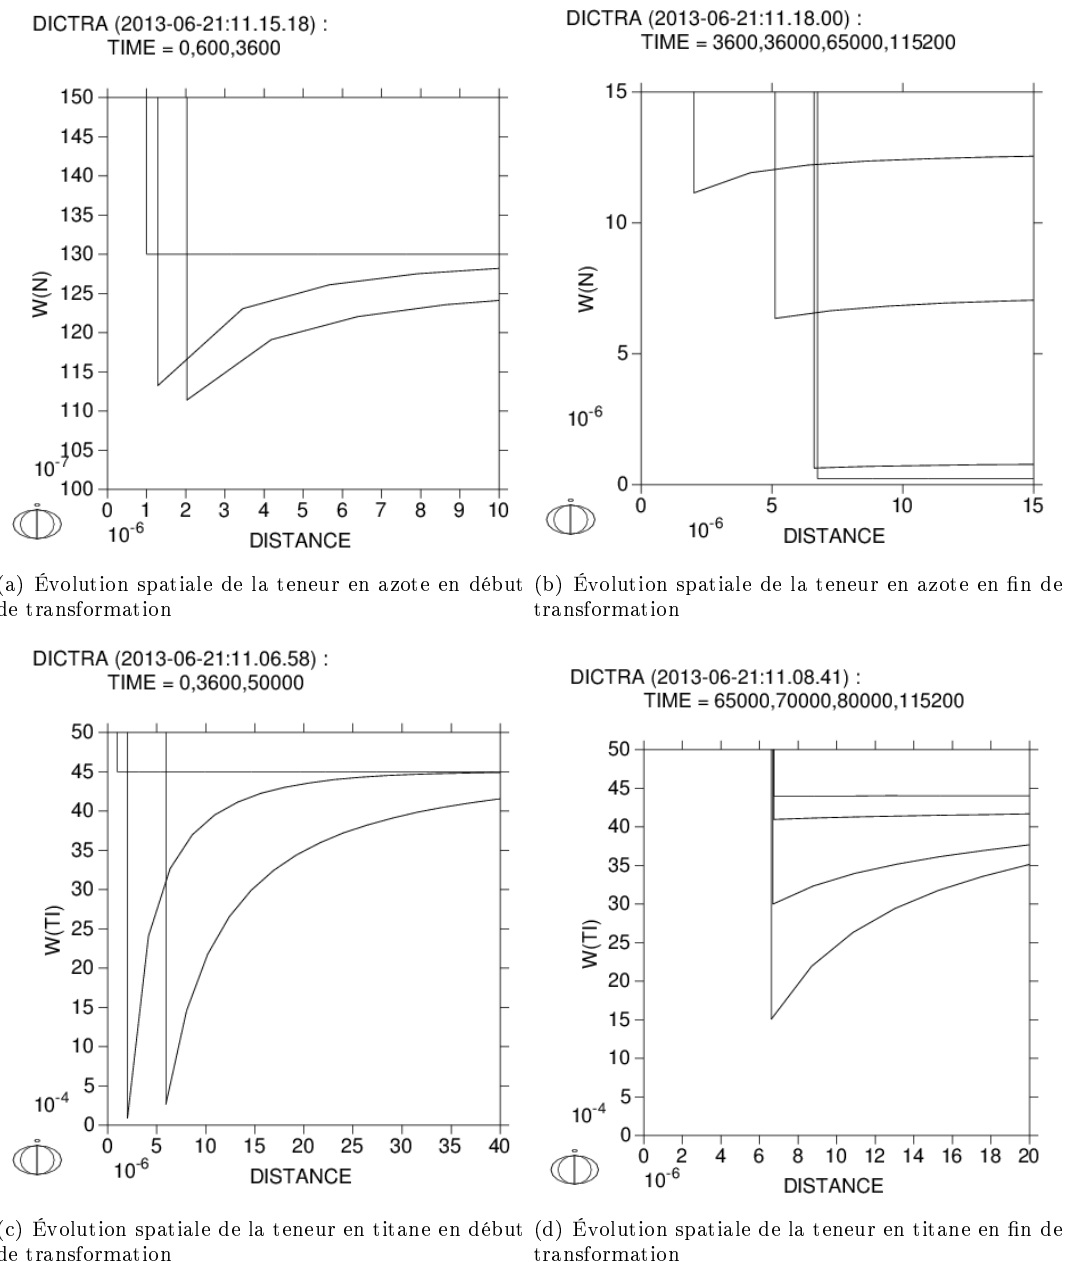 DICTRA (2013-06-21:11.15.18) :
TIME = 0,600,3600
150
145
140
135
130
125
120
115
110
105
100
W(N)
10-7
0 1 2 3 4 5 6 7 8 9 10
10-6
DISTANCE
(a) Évolution spatiale de la teneur en azote en début
de transformation
DICTRA (2013-06-21:11.18.00) :
TIME = 3600,36000,65000,115200
15
10
5
0
W(N)
10-6
0 5 10 15
10-6
DISTANCE
(b) Évolution spatiale de la teneur en azote en fin de
transformation
DICTRA (2013-06-21:11.06.58) :
TIME = 0,3600,50000
50
45
40
35
30
25
20
15
10
5
0
W(TI)
10-4
0 5 10 15 20 25 30 35 40
10-6
DISTANCE
(c) Évolution spatiale de la teneur en titane en début
de transformation
DICTRA (2013-06-21:11.08.41) :
TIME = 65000,70000,80000,115200
50
45
40
35
30
25
20
15
10
5
0
W(TI)
10-4
0 2 4 6 8 10 12 14 16 18 20
10-6
DISTANCE
(d) Évolution spatiale de la teneur en titane en fin de
transformation